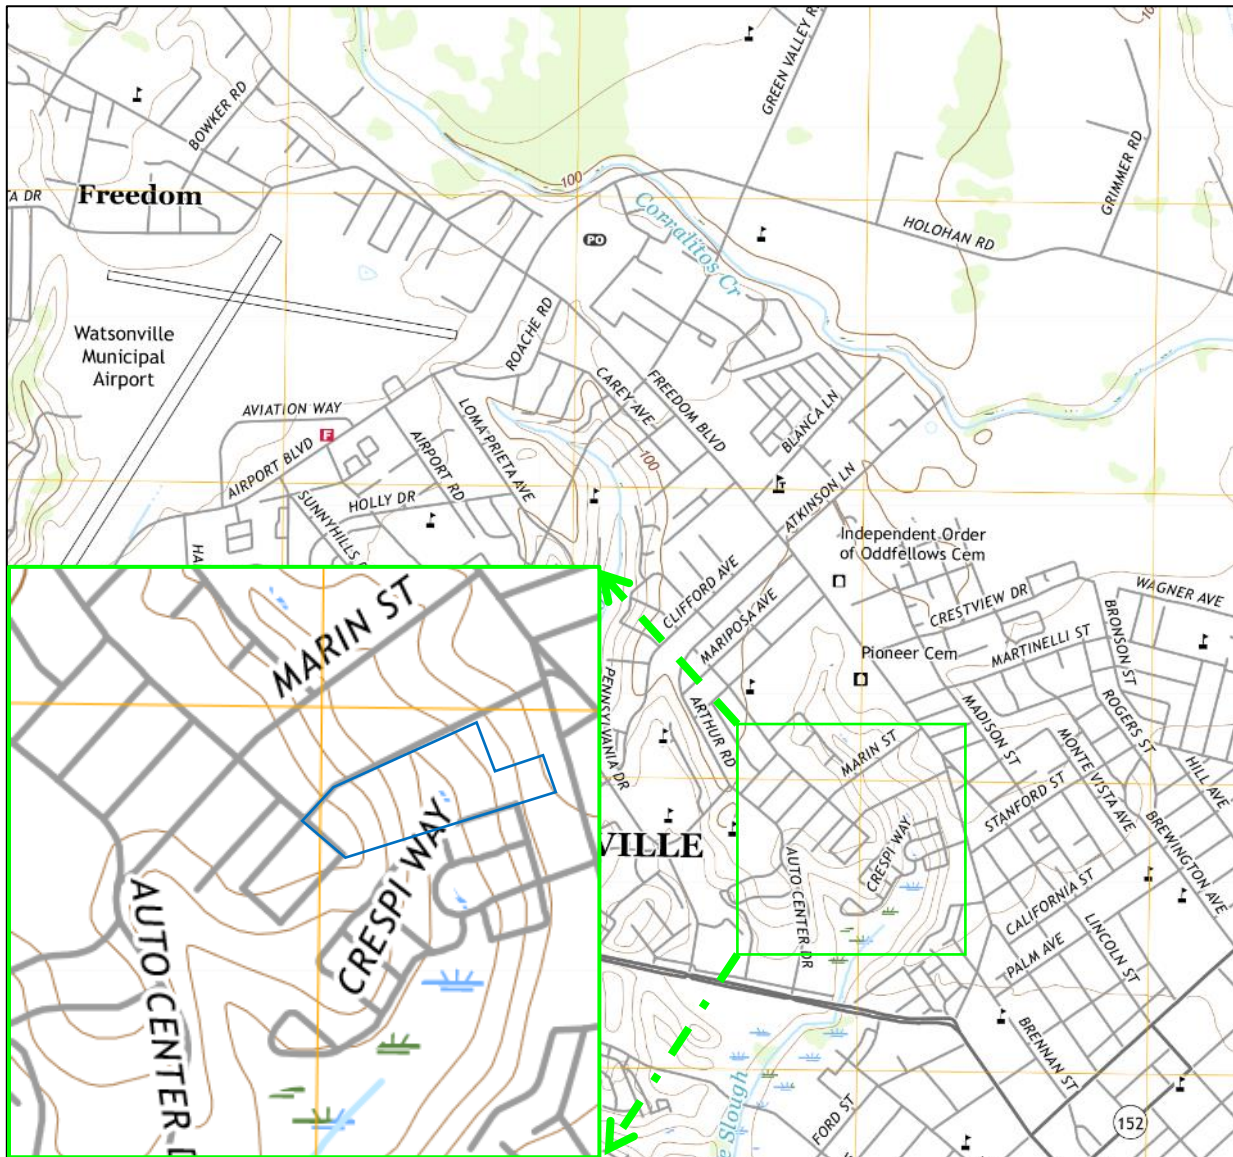 GREEN VALLEY R
10
BOWKER RD
GRIMMER RD
100
TA DR
Freedom
PO
Corralitos Cr
HOLOHAN RD
Watsonville
Municipal
Airport
ROACHE RD
CAREY AVE
FREEDOM BLVD
BLANCA LN
AVIATION WAY
F
LOMA PRIETA AVE
AIRPORT BLVD
AIRPORT RD
100
HOLLY DR
SUNNYHILLS
ATKINSON LN
HA
Independent Order
of Oddfellows Cem
CLIFFORD AVE
MARIPOSA AVE
CRESTVIEW DR
WAGNER AVE
BRONSON ST
MARTINELLI ST
Pioneer Cem
PENNSYLVANIA DR
ARTHUR RD
MADISON ST
ROGERS ST
MONTE VISTA AVE
MARIN ST
HILL AVE
STANFORD ST
BREWINGTON AVE
VILLE
CRESPI WAY
AUTO CENTER DR
CALIFORNIA ST
LINCOLN ST
PALM AVE
BRENNAN ST
e Slough
FORD ST
152
MARIN ST
CRESPI WAY
AUTO CENTER